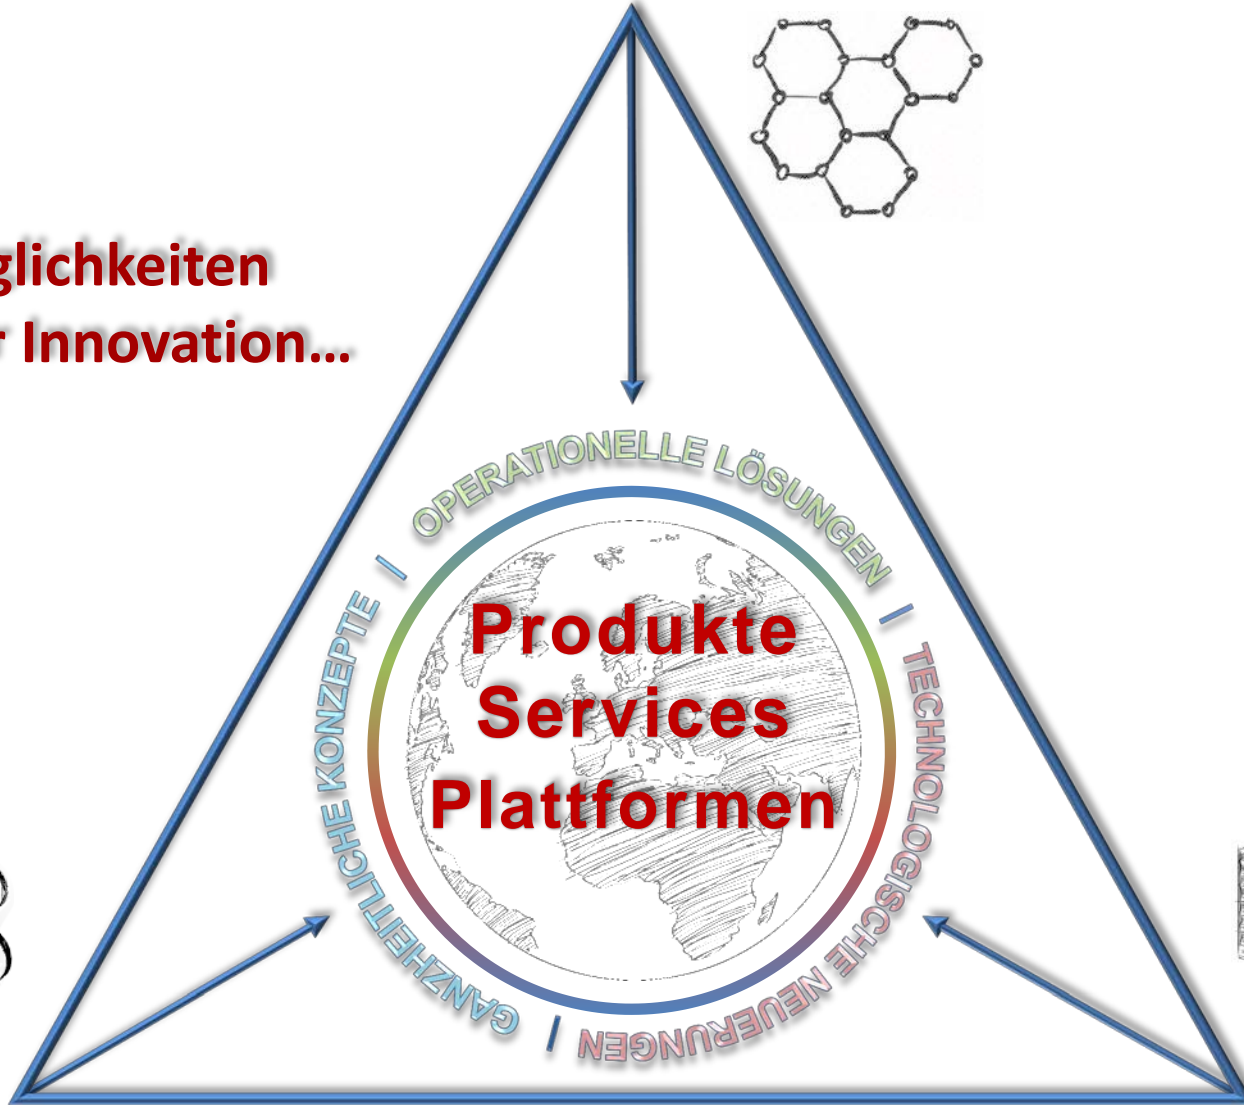 glichkeiten
r Innovation...
OPERATIONELLE LÖSUNGEN |
TECHNOLOGISCHE NEUERUNGEN |
GANZHEITLICHE KONZEPTE |
Produkte
Services
Plattformen